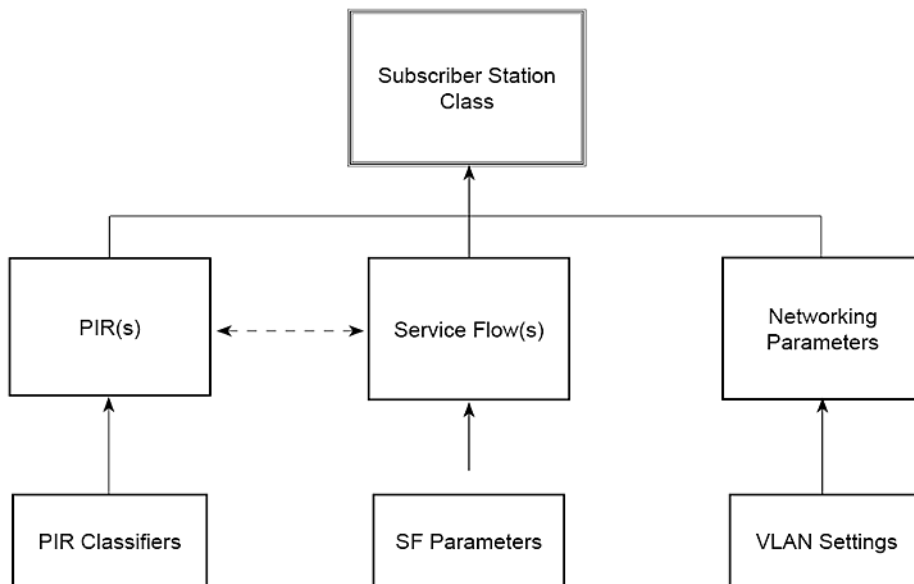 Subscriber Station
Class
PIR(s)
Service Flow(s)
Networking
Parameters
PIR Classifiers
SF Parameters
VLAN Settings